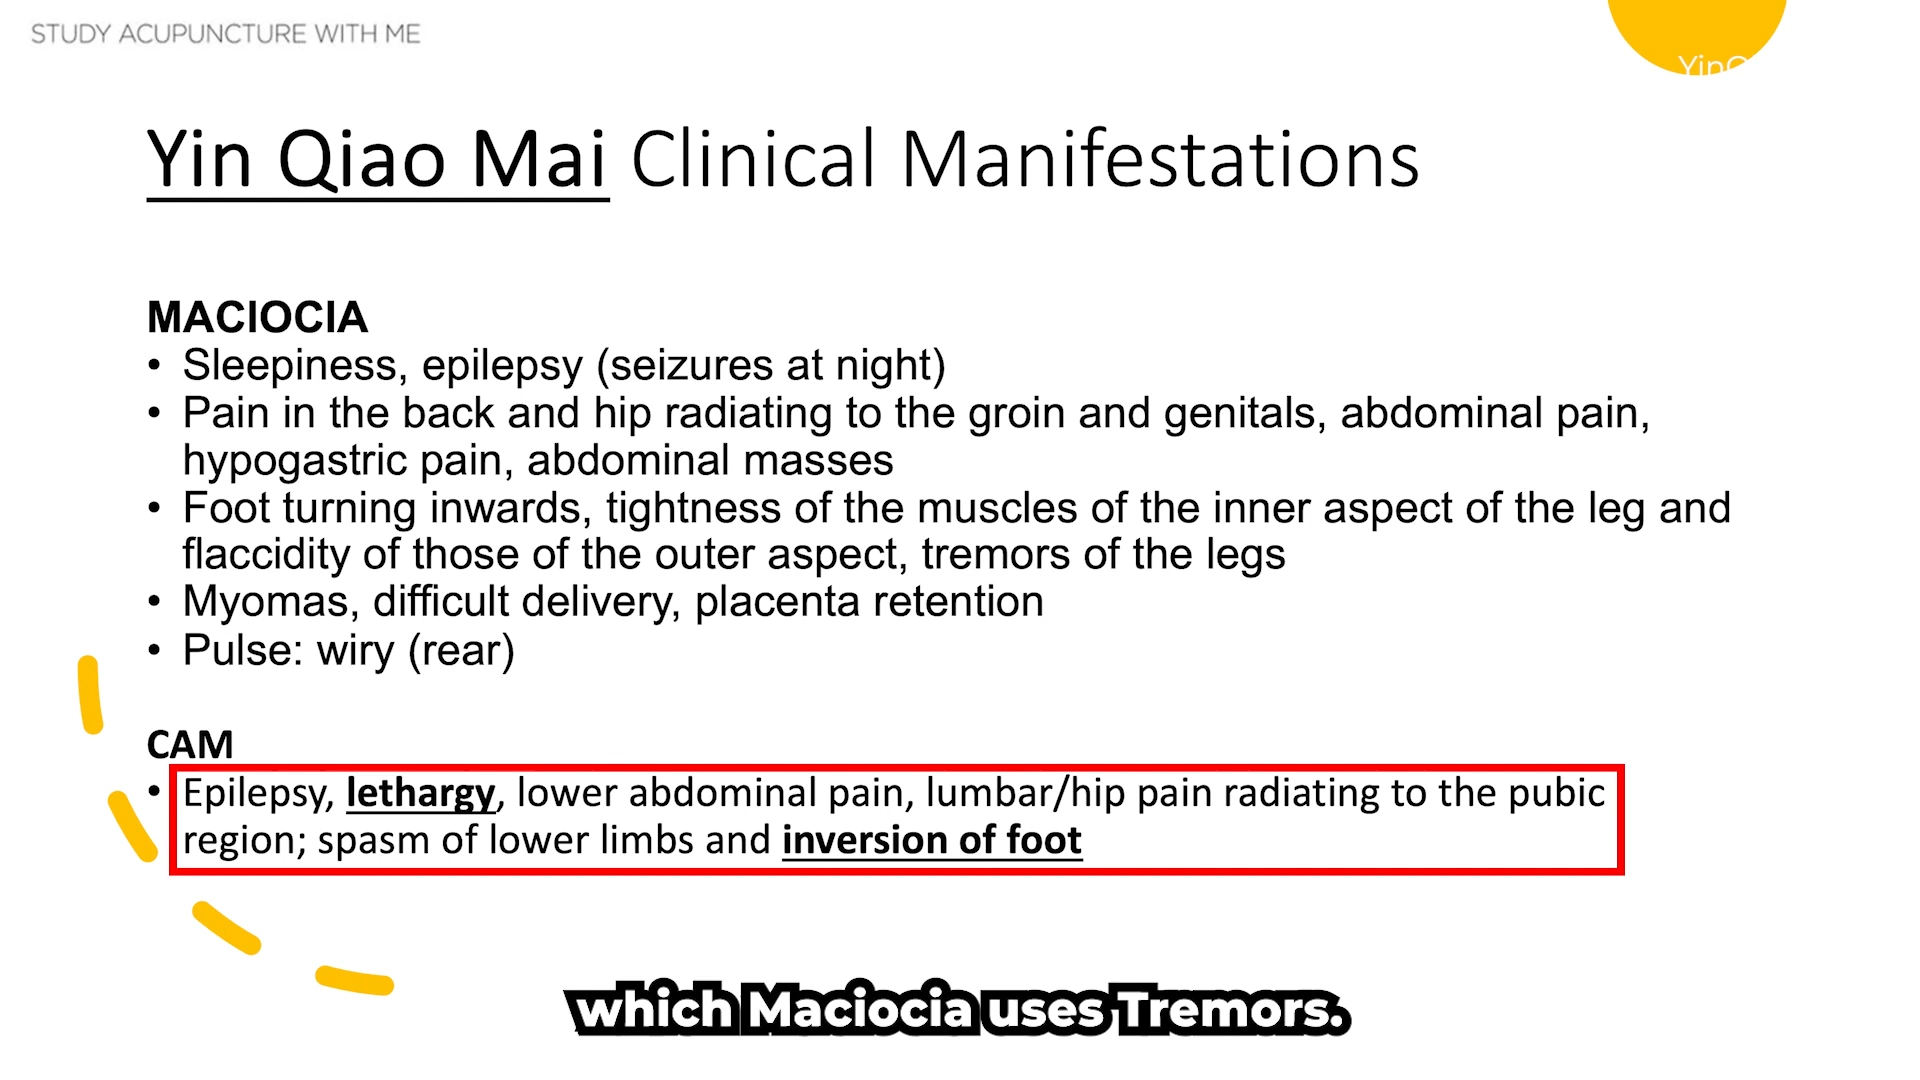 STUDY ACUPUNCTURE WITH ME
Yin Qiao Mai Clinical Manifestations
MACIOCIA
• Sleepiness, epilepsy (seizures at night)
• Pain in the back and hip radiating to the groin and genitals, abdominal pain,
hypogastric pain, abdominal masses
• Foot turning inwards, tightness of the muscles of the inner aspect of the leg and
flaccidity of those of the outer aspect, tremors of the legs
• Myomas, difficult delivery, placenta retention
• Pulse: wiry (rear)
CAM
• Epilepsy, lethargy, lower abdominal pain, lumbar/hip pain radiating to the pubic
region; spasm of lower limbs and inversion of foot
which Maciocia uses Tremors.